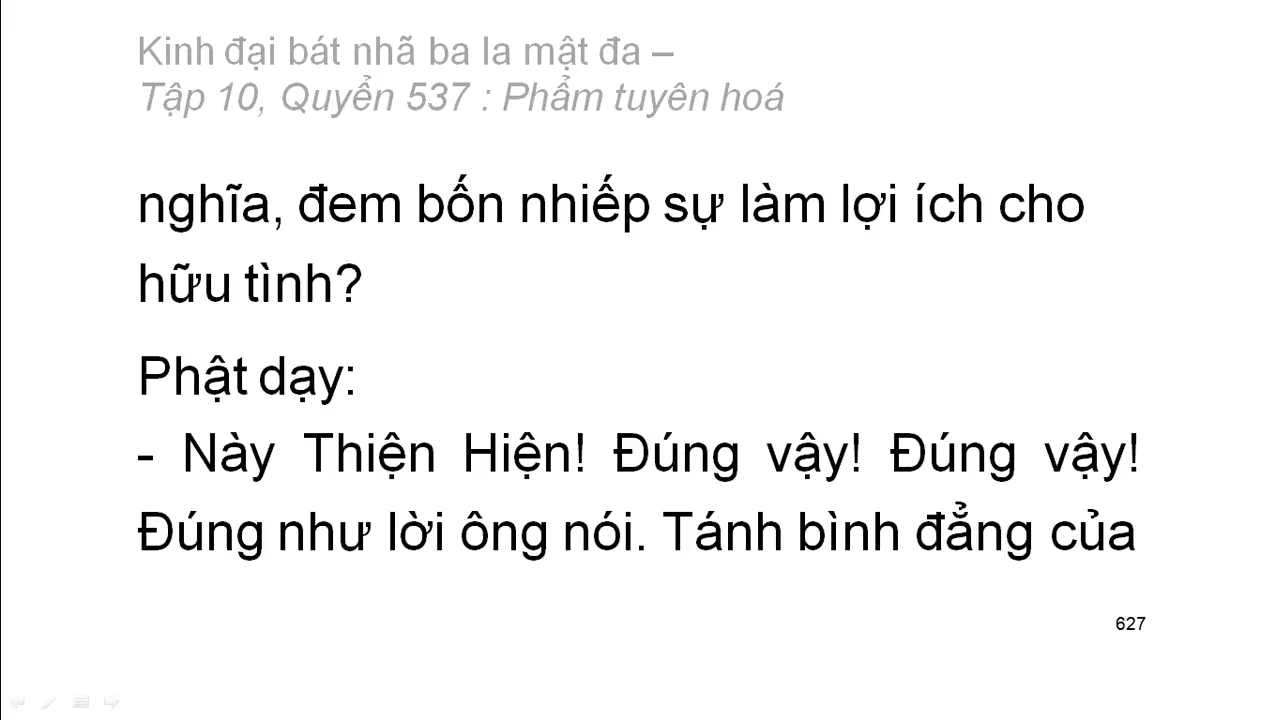 Kinh đại bát nhã ba la mật đa –
Tập 10, Quyển 537 : Phẩm tuyên hoá
nghĩa, đem bốn nhiếp sự làm lợi ích cho
hữu tình?
Phật dạy:
- Này Thiện Hiện! Đúng vậy! Đúng vậy!
Đúng như lời ông nói. Tánh bình đẳng của
627